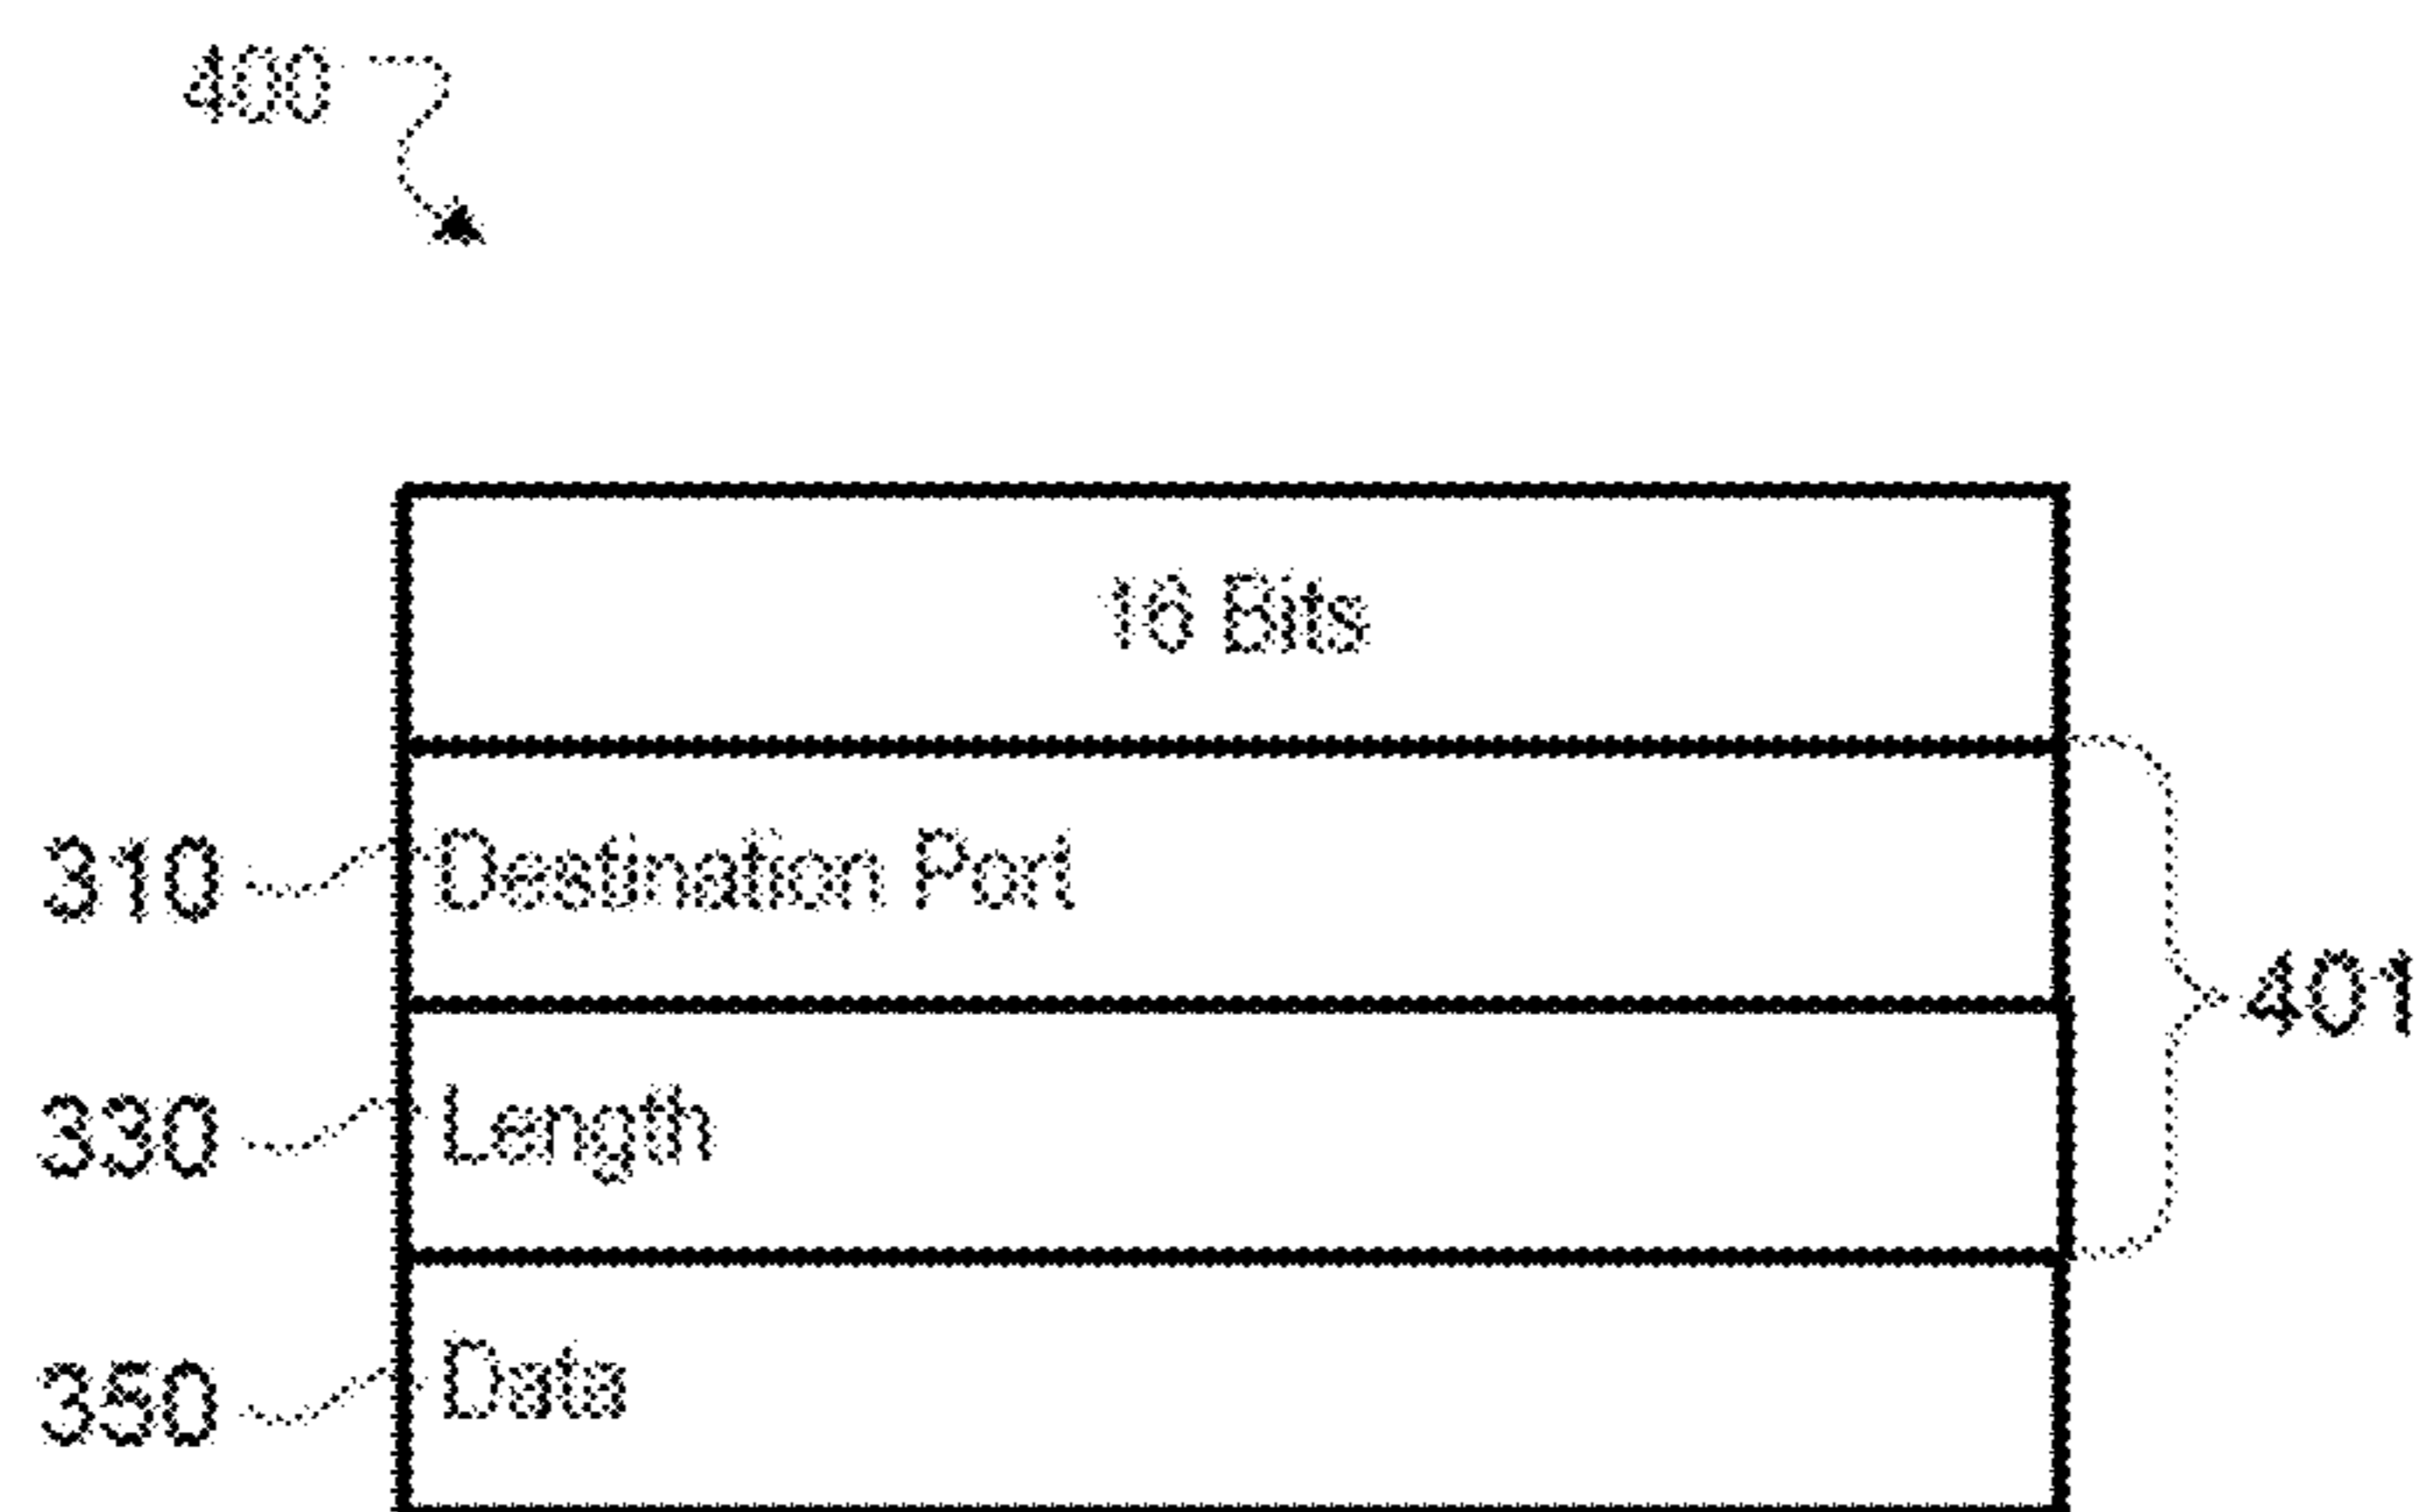 400
16 Bits
310 Destination Port
401
330 Length
350 Data